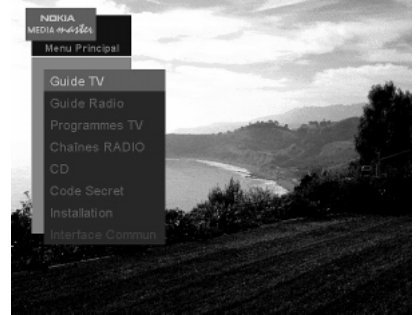 NOKIA
MEDIA master
Menu Principal
Guide TV
Guide Radio
Programmes TV
Chaînes RADIO
CD
Code Secret
Installation
Interface Commun